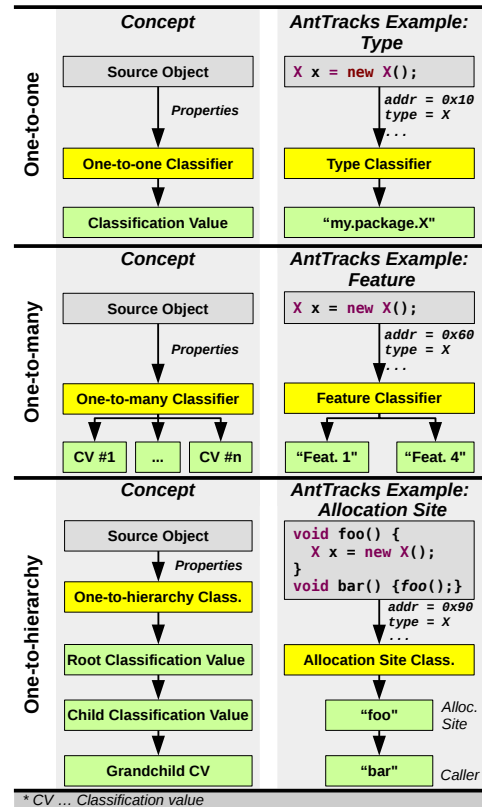 Concept
AntTracks Example:
Type
One-to-one
Source Object
X x = new X();
Properties
addr = 0x10
type = X
...
One-to-one Classifier
Type Classifier
Classification Value
“my.package.X"
Concept
AntTracks Example:
Feature
One-to-many
Source Object
X x = new X();
Properties
addr = 0x60
type = X
...
One-to-many Classifier
Feature Classifier
CV #1
...
CV #n
“Feat. 1"
“Feat. 4"
Concept
AntTracks Example:
Allocation Site
One-to-hierarchy
Source Object
void foo() {
X x = new X();
}
void bar() {foo();}
Properties
addr = 0x90
type = X
...
One-to-hierarchy Class.
Root Classification Value
Allocation Site Class.
Child Classification Value
“foo"
Alloc.
Site
Grandchild CV
“bar"
Caller
* CV ... Classification value